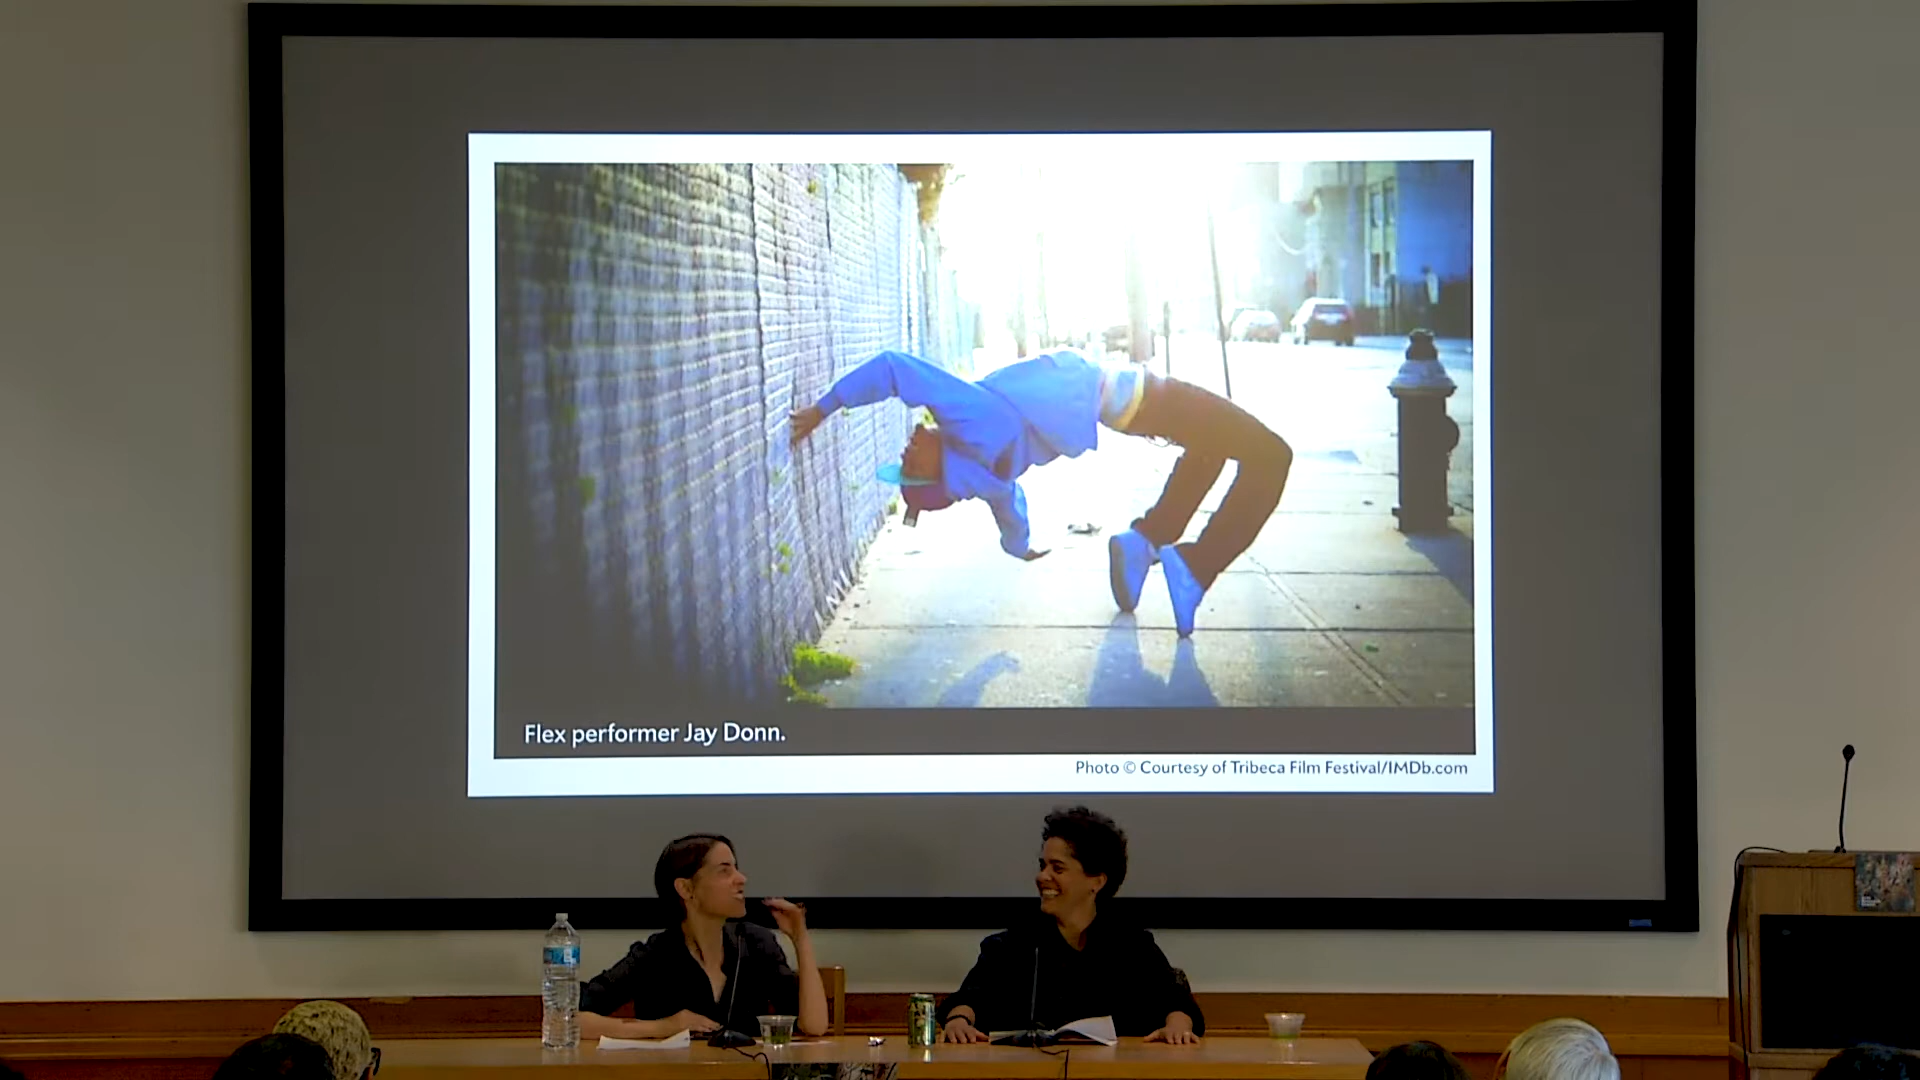 Flex performer Jay Donn.
Photo © Courtesy of Tribeca Film Festival/IMDb.com